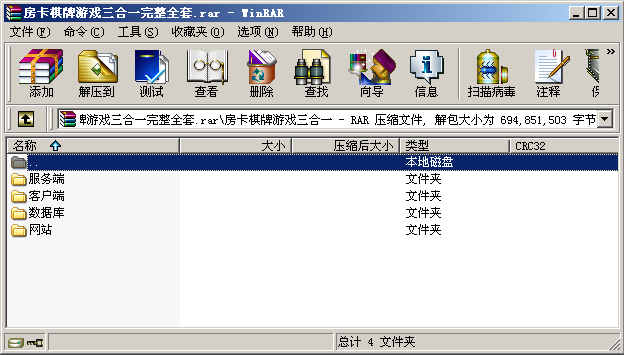 房卡棋牌游戏三合一完整全套.rar - WinRAR
文件(F) 命令(C) 工具(S) 收藏夹(O) 选项(N) 帮助(H)
添加 解压到 测试 查看 删除 查找 向导 信息 扫描病毒 注释
牌游戏三合一完整全套.rar\房卡棋牌游戏三合一 - RAR 压缩文件, 解包大小为 694,851,503 字节
名称 大小 压缩后大小 类型 CRC32
.. 本地磁盘
服务端 文件夹
客户端 文件夹
数据库 文件夹
网站 文件夹
总计 4 文件夹